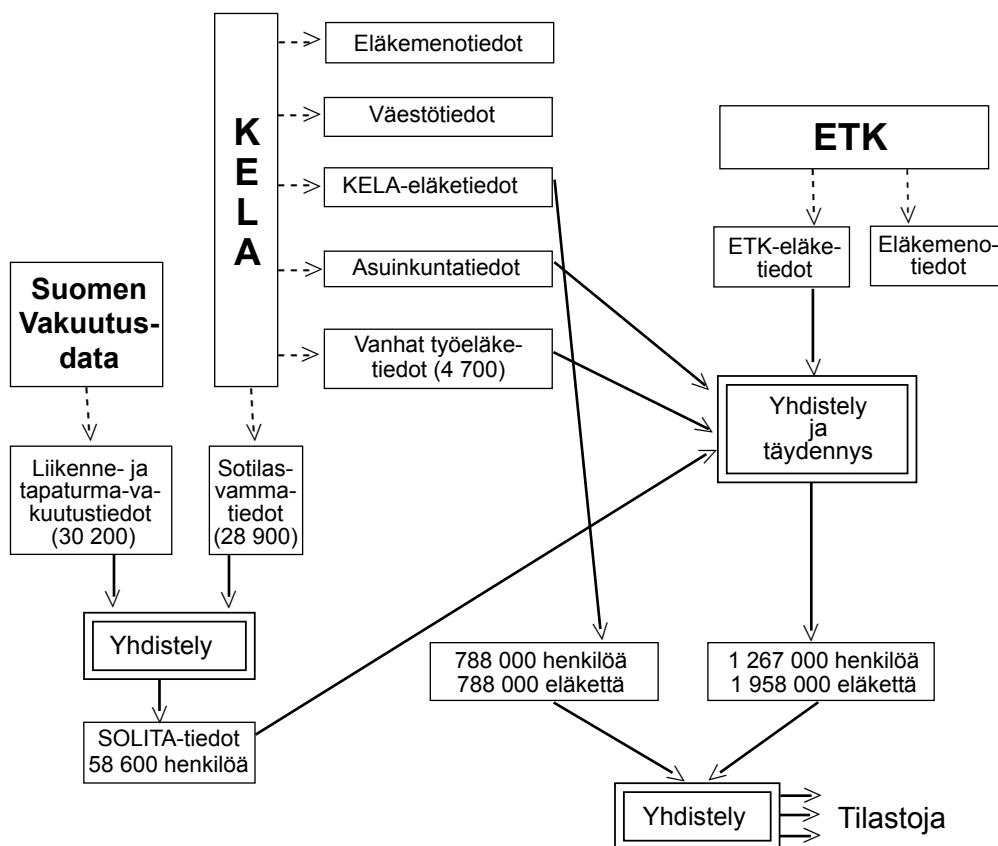 K
E
L
A
Eläkemenotiedot
Väestötiedot
KELA-eläketiedot
Asuinkuntatiedot
Vanhat työeläke-
tiedot (4 700)
ETK
ETK-eläke-
tiedot
Eläkemeno-
tiedot
Suomen
Vakuutus-
data
Liikenne- ja
tapaturma-va-
kuutustiedot
(30 200)
Sotilas-
vamma-
tiedot
(28 900)
Yhdistely
ja
täydennys
Yhdistely
SOLITA-tiedot
58 600 henkilöä
788 000 henkilöä
788 000 eläkettä
1 267 000 henkilöä
1 958 000 eläkettä
Yhdistely
Tilastoja